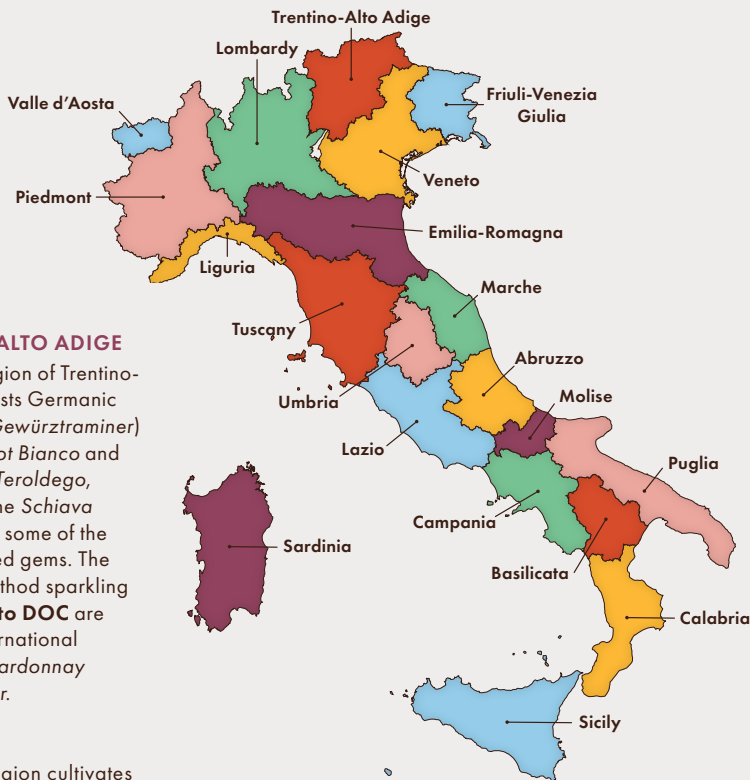 Trentino-Alto Adige
Lombardy
Valle d'Aosta
Friuli-Venezia
Giulia
Veneto
Piedmont
Emilia-Romagna
Liguria
Marche
Tuscany
Abruzzo
Umbria
Molise
Lazio
Puglia
Campania
Sardinia
Basilicata
Calabria
Sicily
ALTO ADIGE
gion of Trentino-
sts Germanic
Gewürztraminer)
ot Bianco and
Teroldego,
he Schiava
some of the
ed gems. The
thod sparkling
to DOC are
rnational
ardonnay
r.
gion cultivates